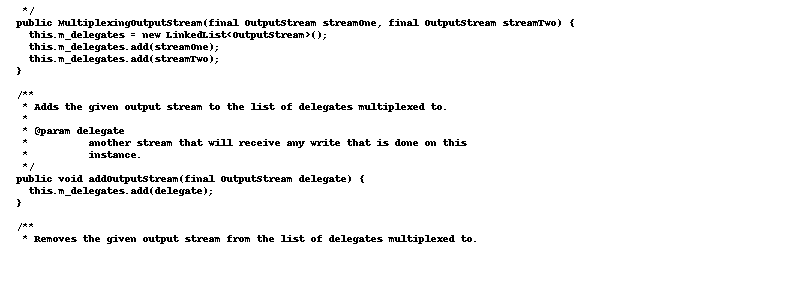 */
public MultiplexingOutputStream(final OutputStream streamOne, final OutputStream streamTwo) {
this.m_delegates = new LinkedList<OutputStream>();
this.m_delegates.add(streamOne);
this.m_delegates.add(streamTwo);
}
/**
* Adds the given output stream to the list of delegates multiplexed to.
*
* @param delegate
* another stream that will receive any write that is done on this
* instance.
*/
public void addOutputStream(final OutputStream delegate) {
this.m_delegates.add(delegate);
}
/**
* Removes the given output stream from the list of delegates multiplexed to.